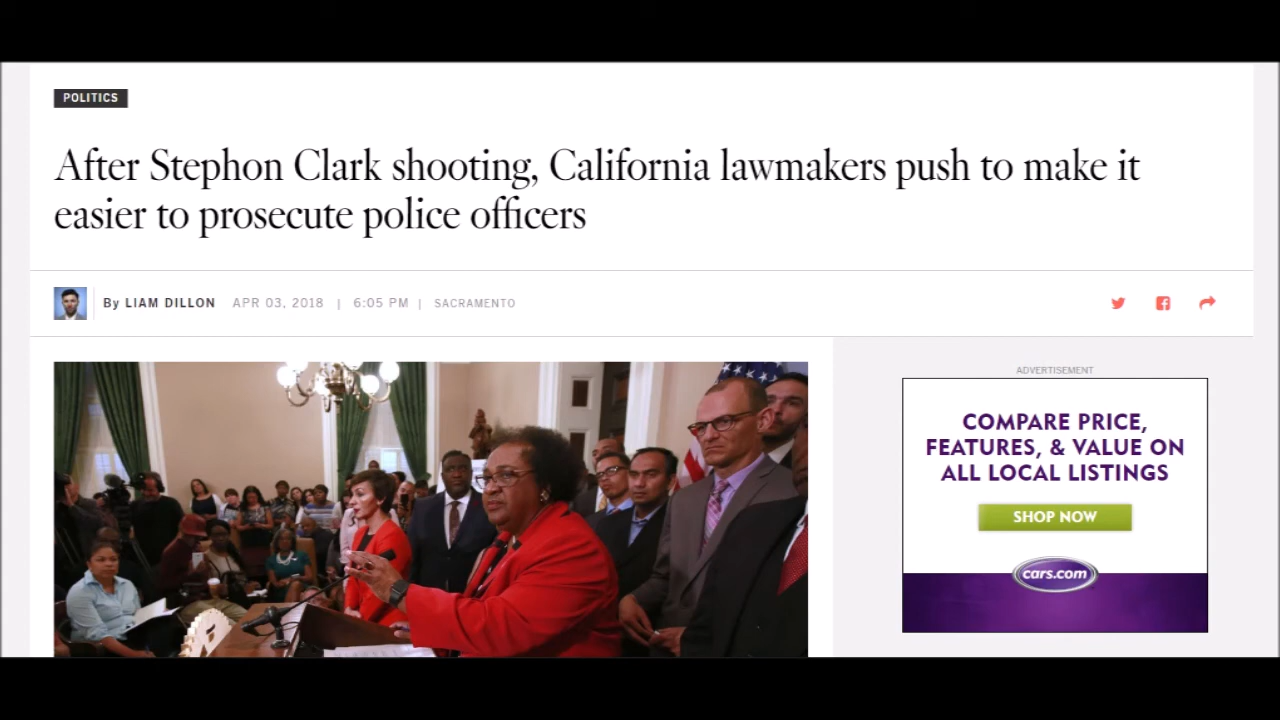 POLITICS
After Stephon Clark shooting, California lawmakers push to make it
easier to prosecute police officers
By LIAM DILLON APR 03, 2018 | 6:05 PM | SACRAMENTO
ADVERTISEMENT
COMPARE PRICE,
FEATURES, & VALUE ON
ALL LOCAL LISTINGS
SHOP NOW
cars.com